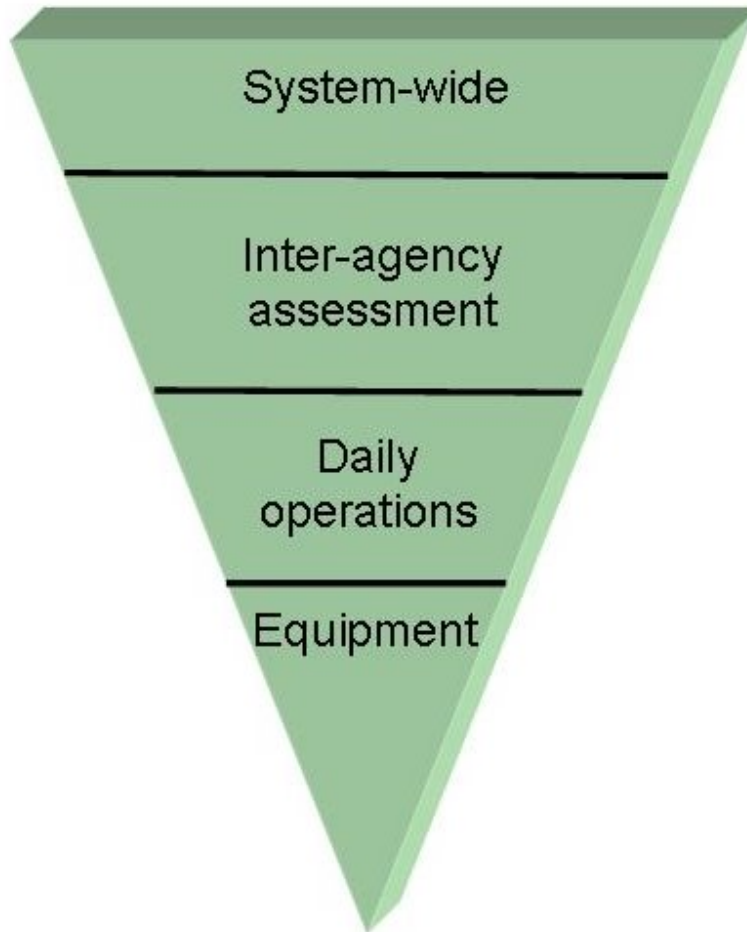 System-wide
Inter-agency
assessment
Daily
operations
Equipment